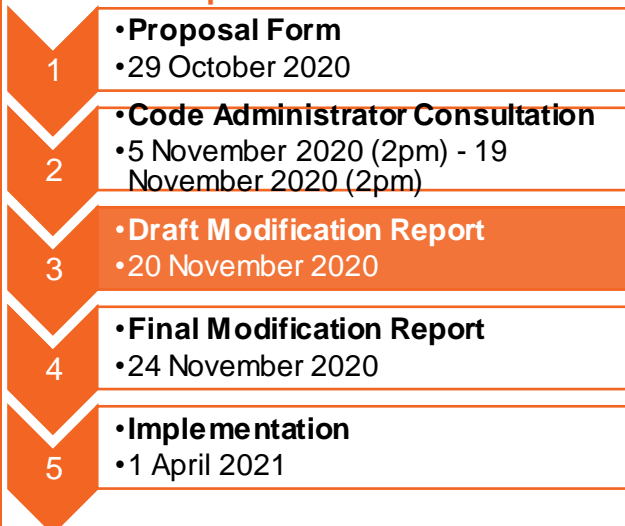 1
•Proposal Form
•29 October 2020
2
•Code Administrator Consultation
•5 November 2020 (2pm) - 19
November 2020 (2pm)
3
•Draft Modification Report
•20 November 2020
4
•Final Modification Report
•24 November 2020
5
•Implementation
•1 April 2021